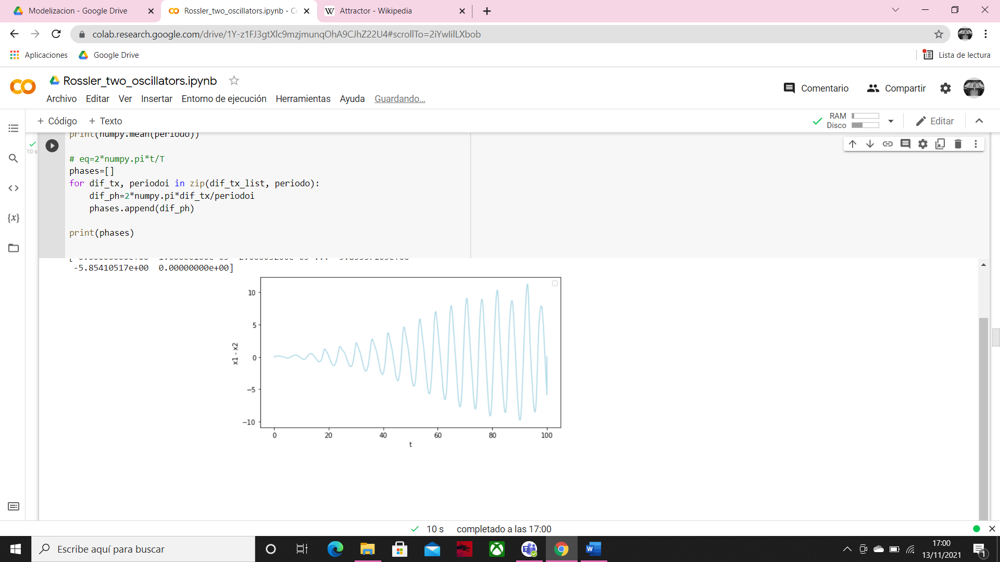 Modelizacion - Google Drive
Rossler_two_oscillators.ipynb - Co
Attractor - Wikipedia
colab.research.google.com/drive/1Y-z1FJ3gtXlc9mzjmunqOhA9CJhZ22U4#scrollTo=2iYwIilLXbob
Aplicaciones
Google Drive
Lista de lectura
Rossler_two_oscillators.ipynb
Comentario
Compartir
Archivo Editar Ver Insertar Entorno de ejecución Herramientas Ayuda Guardando...
+ Código + Texto
RAM
Disco
Editar
10 s
print(numpy.mean(periodo))
# eq=2*numpy.pi*t/T
phases=[]
for dif_tx, periodoi in zip(dif_tx_list, periodo):
dif_ph=2*numpy.pi*dif_tx/periodoi
phases.append(dif_ph)
print(phases)
-5.85410517e+00 0.00000000e+00]
10
5
0
−5
−10
x1 - x2
0 20 40 60 80 100
t
10 s completado a las 17:00
Escribe aquí para buscar
17:00
13/11/2021
1